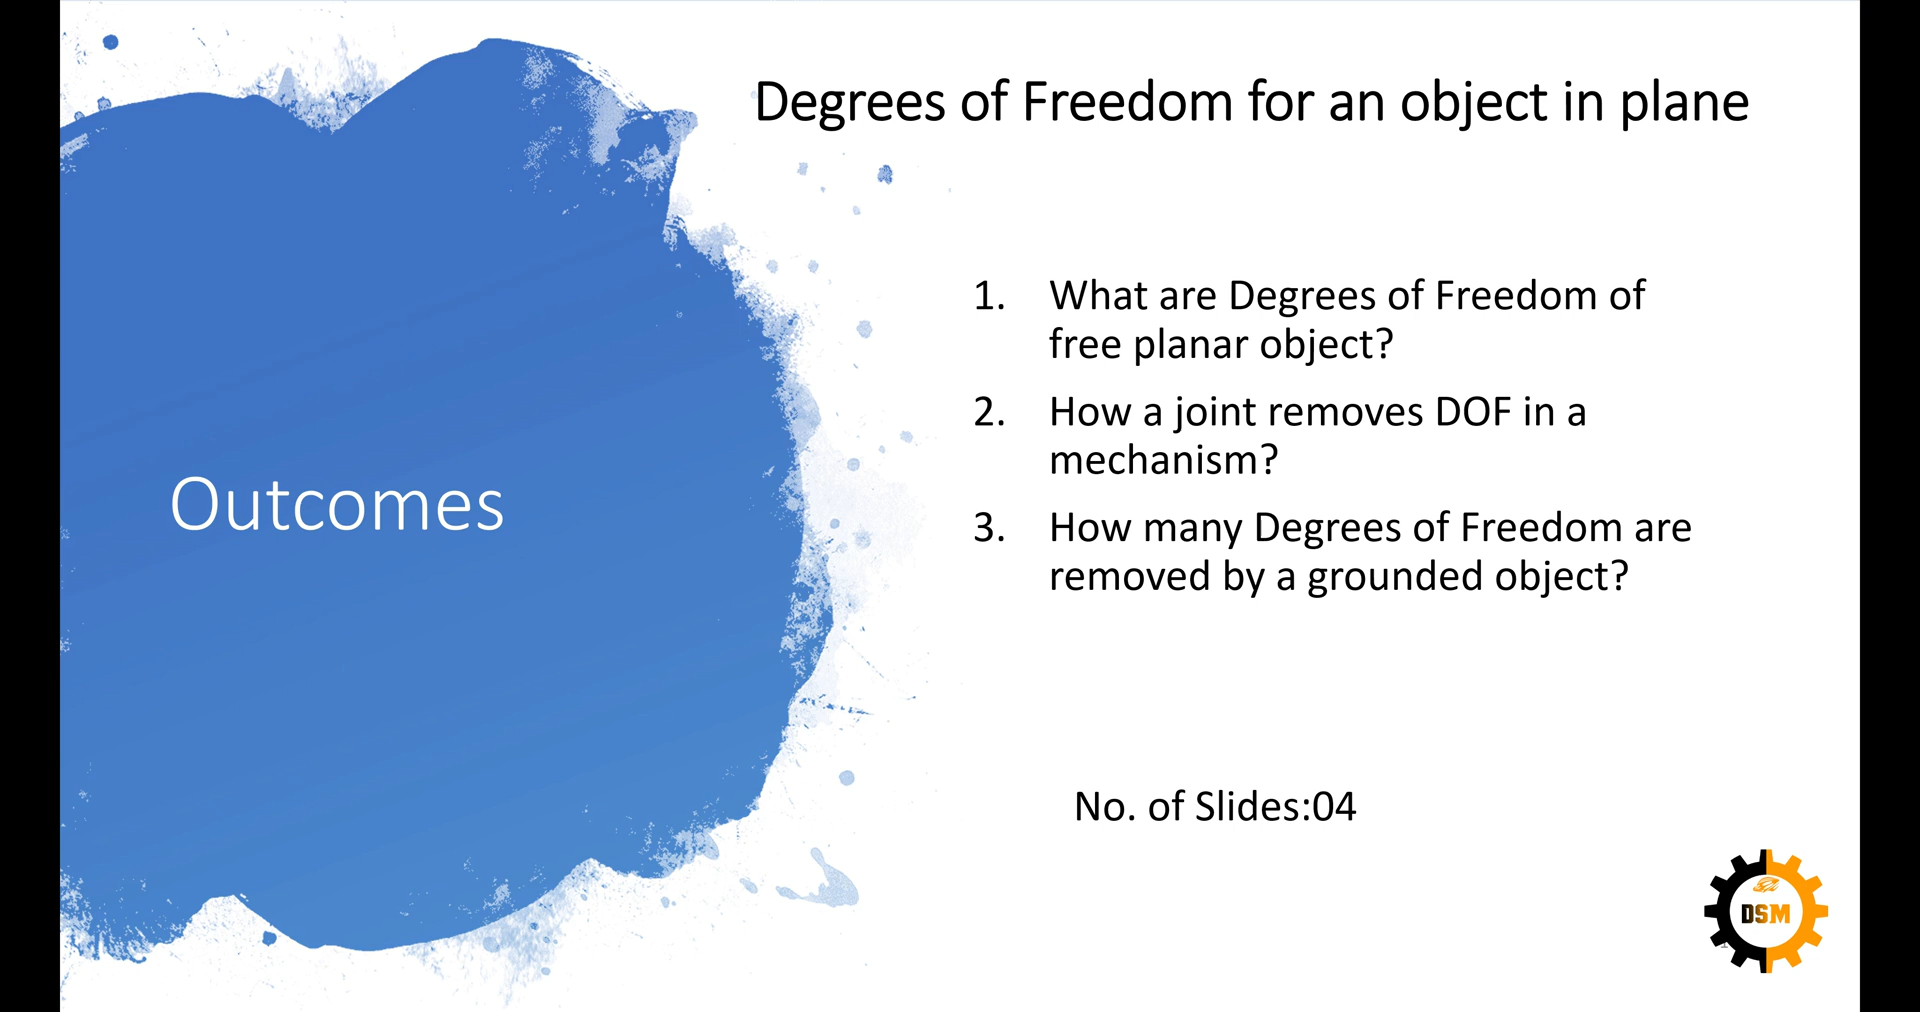 Degrees of Freedom for an object in plane
Outcomes
1. What are Degrees of Freedom of
free planar object?
2. How a joint removes DOF in a
mechanism?
3. How many Degrees of Freedom are
removed by a grounded object?
No. of Slides:04
DSM